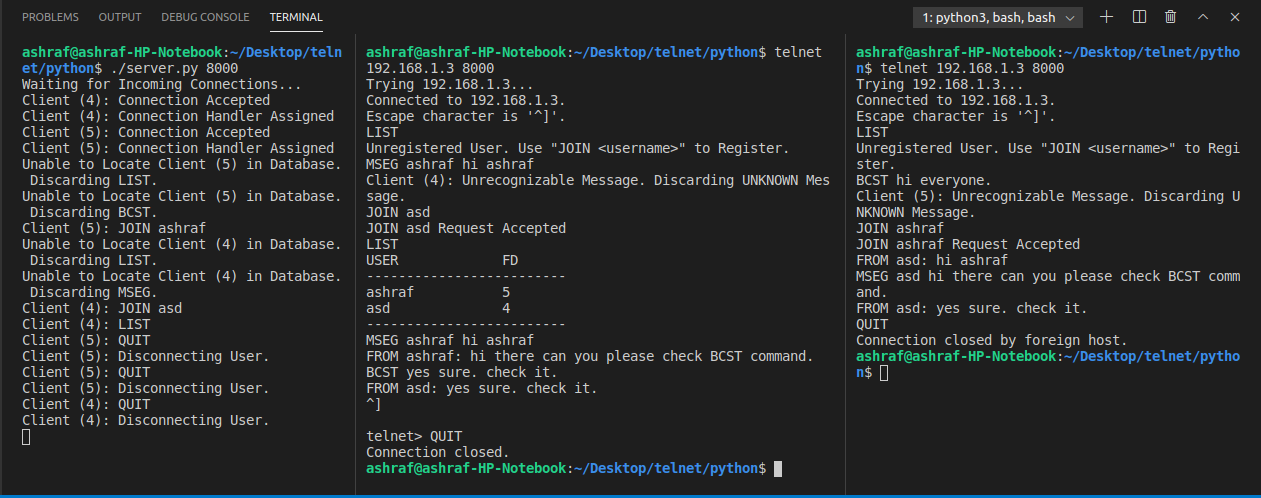 PROBLEMS OUTPUT DEBUG CONSOLE TERMINAL 1: python3, bash, bash
ashraf@ashraf-HP-Notebook:~/Desktop/teln
et/python$ ./server.py 8000
Waiting for Incoming Connections...
Client (4): Connection Accepted
Client (4): Connection Handler Assigned
Client (5): Connection Accepted
Client (5): Connection Handler Assigned
Unable to Locate Client (5) in Database.
 Discarding LIST.
Unable to Locate Client (5) in Database.
 Discarding BCST.
Client (5): JOIN ashraf
Unable to Locate Client (4) in Database.
 Discarding LIST.
Unable to Locate Client (4) in Database.
 Discarding MSEG.
Client (4): JOIN asd
Client (4): LIST
Client (5): QUIT
Client (5): Disconnecting User.
Client (5): QUIT
Client (5): Disconnecting User.
Client (4): QUIT
Client (4): Disconnecting User.
ashraf@ashraf-HP-Notebook:~/Desktop/telnet/python$ telnet
192.168.1.3 8000
Trying 192.168.1.3...
Connected to 192.168.1.3.
Escape character is '^]'.
LIST
Unregistered User. Use "JOIN <username>" to Register.
MSEG ashraf hi ashraf
Client (4): Unrecognizable Message. Discarding UNKNOWN Mes
sage.
JOIN asd
JOIN asd Request Accepted
LIST
USER             FD
-------------------------
ashraf           5
asd              4
-------------------------
MSEG ashraf hi ashraf
FROM ashraf: hi there can you please check BCST command.
BCST yes sure. check it.
FROM asd: yes sure. check it.
^]
telnet> QUIT
Connection closed.
ashraf@ashraf-HP-Notebook:~/Desktop/telnet/python$
ashraf@ashraf-HP-Notebook:~/Desktop/telnet/pytho
n$ telnet 192.168.1.3 8000
Trying 192.168.1.3...
Connected to 192.168.1.3.
Escape character is '^]'.
LIST
Unregistered User. Use "JOIN <username>" to Regi
ster.
BCST hi everyone.
Client (5): Unrecognizable Message. Discarding U
NKNOWN Message.
JOIN ashraf
JOIN ashraf Request Accepted
FROM asd: hi ashraf
MSEG asd hi there can you please check BCST comm
and.
FROM asd: yes sure. check it.
QUIT
Connection closed by foreign host.
ashraf@ashraf-HP-Notebook:~/Desktop/telnet/pytho
n$